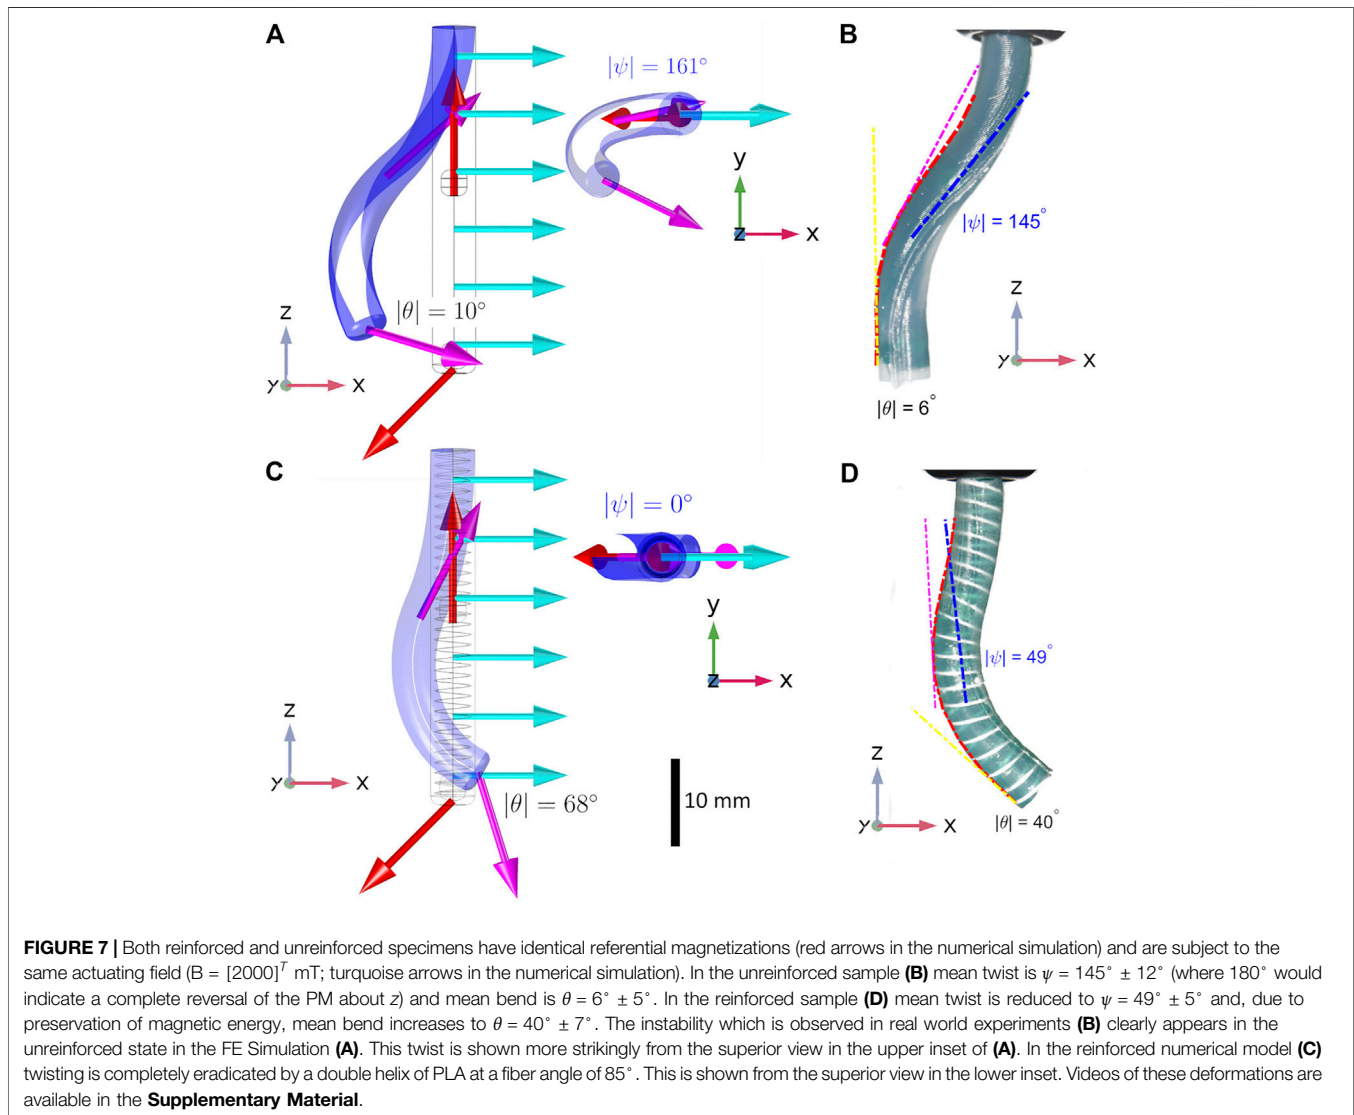 A
|ψ| = 161°
y
z
x
|θ| = 10°
z
y
x
B
|ψ| = 145°
z
y
x
|θ| = 6°
C
|ψ| = 0°
y
z
x
z
y
x
|θ| = 68°
10 mm
D
|ψ| = 49°
z
y
x
|θ| = 40°
FIGURE 7 | Both reinforced and unreinforced specimens have identical referential magnetizations (red arrows in the numerical simulation) and are subject to the
same actuating field (B = [2000]ᵀ mT; turquoise arrows in the numerical simulation). In the unreinforced sample (B) mean twist is ψ = 145° ± 12° (where 180° would
indicate a complete reversal of the PM about z) and mean bend is θ = 6° ± 5°. In the reinforced sample (D) mean twist is reduced to ψ = 49° ± 5° and, due to
preservation of magnetic energy, mean bend increases to θ = 40° ± 7°. The instability which is observed in real world experiments (B) clearly appears in the
unreinforced state in the FE Simulation (A). This twist is shown more strikingly from the superior view in the upper inset of (A). In the reinforced numerical model (C)
twisting is completely eradicated by a double helix of PLA at a fiber angle of 85°. This is shown from the superior view in the lower inset. Videos of these deformations are
available in the Supplementary Material.